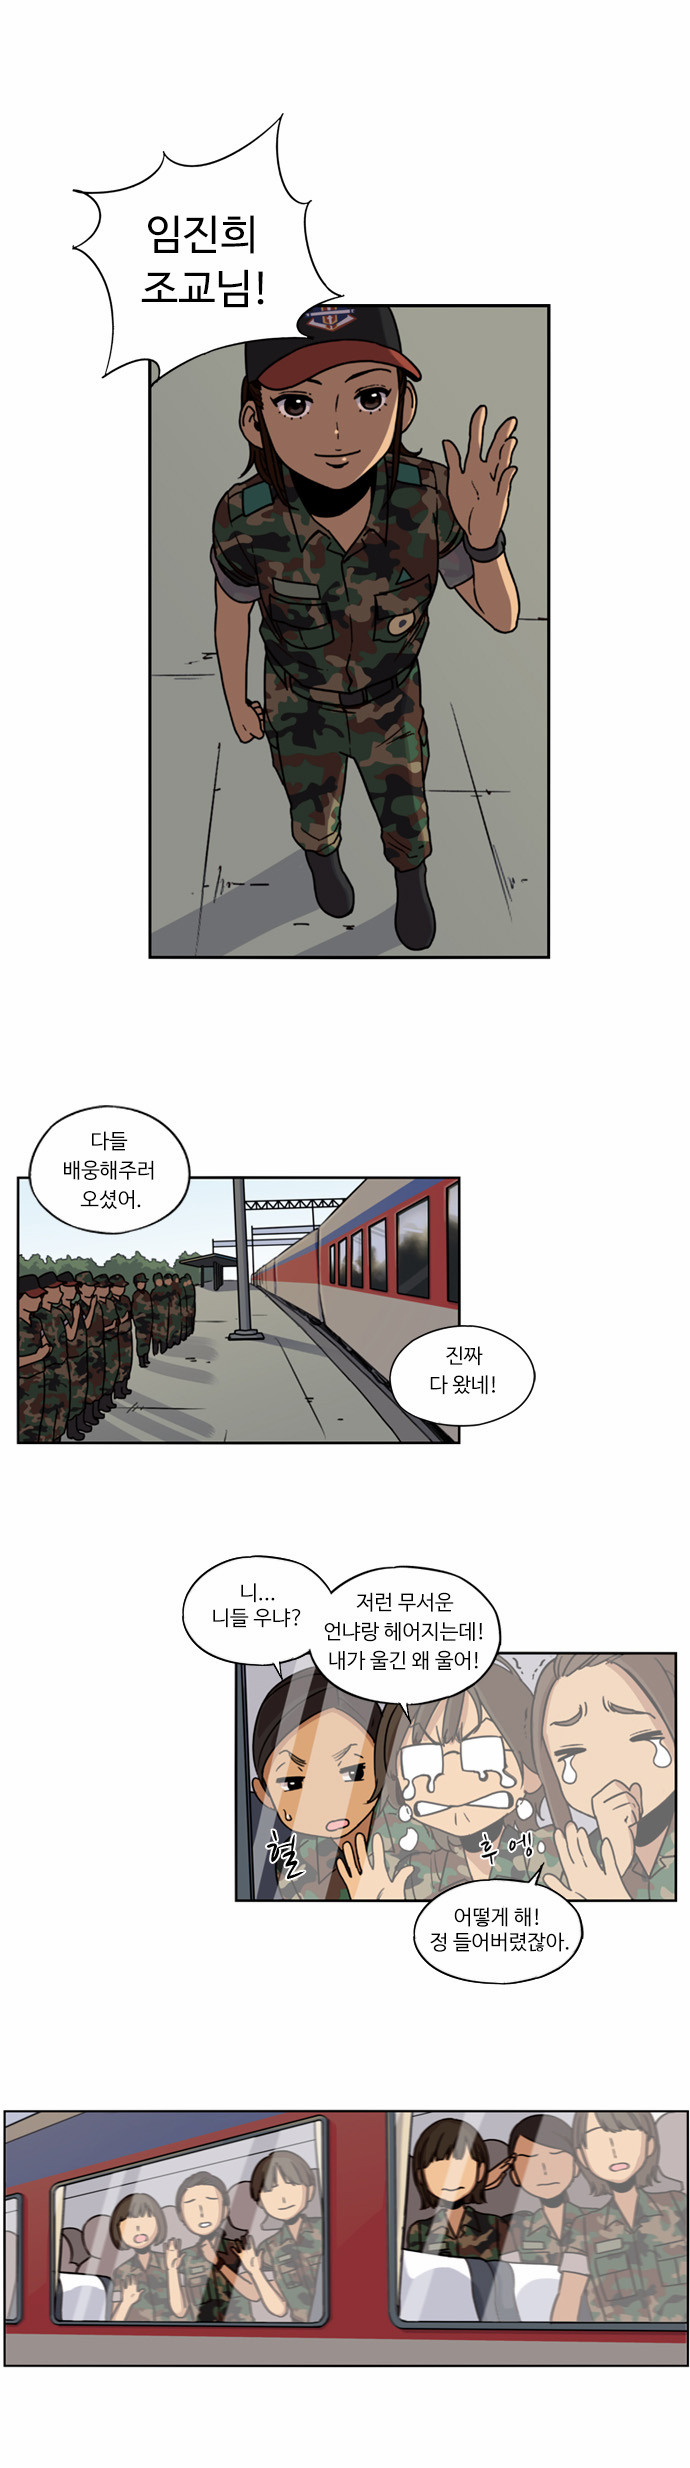 임진희
조교님!
다들
배웅해주러
오셨어.
진짜
다 왔네!
니...
니들 우냐?
저런 무서운
언냐랑 헤어지는데!
내가 울긴 왜 울어!
헐
후엥
어떻게 해!
정 들어버렸잖아.